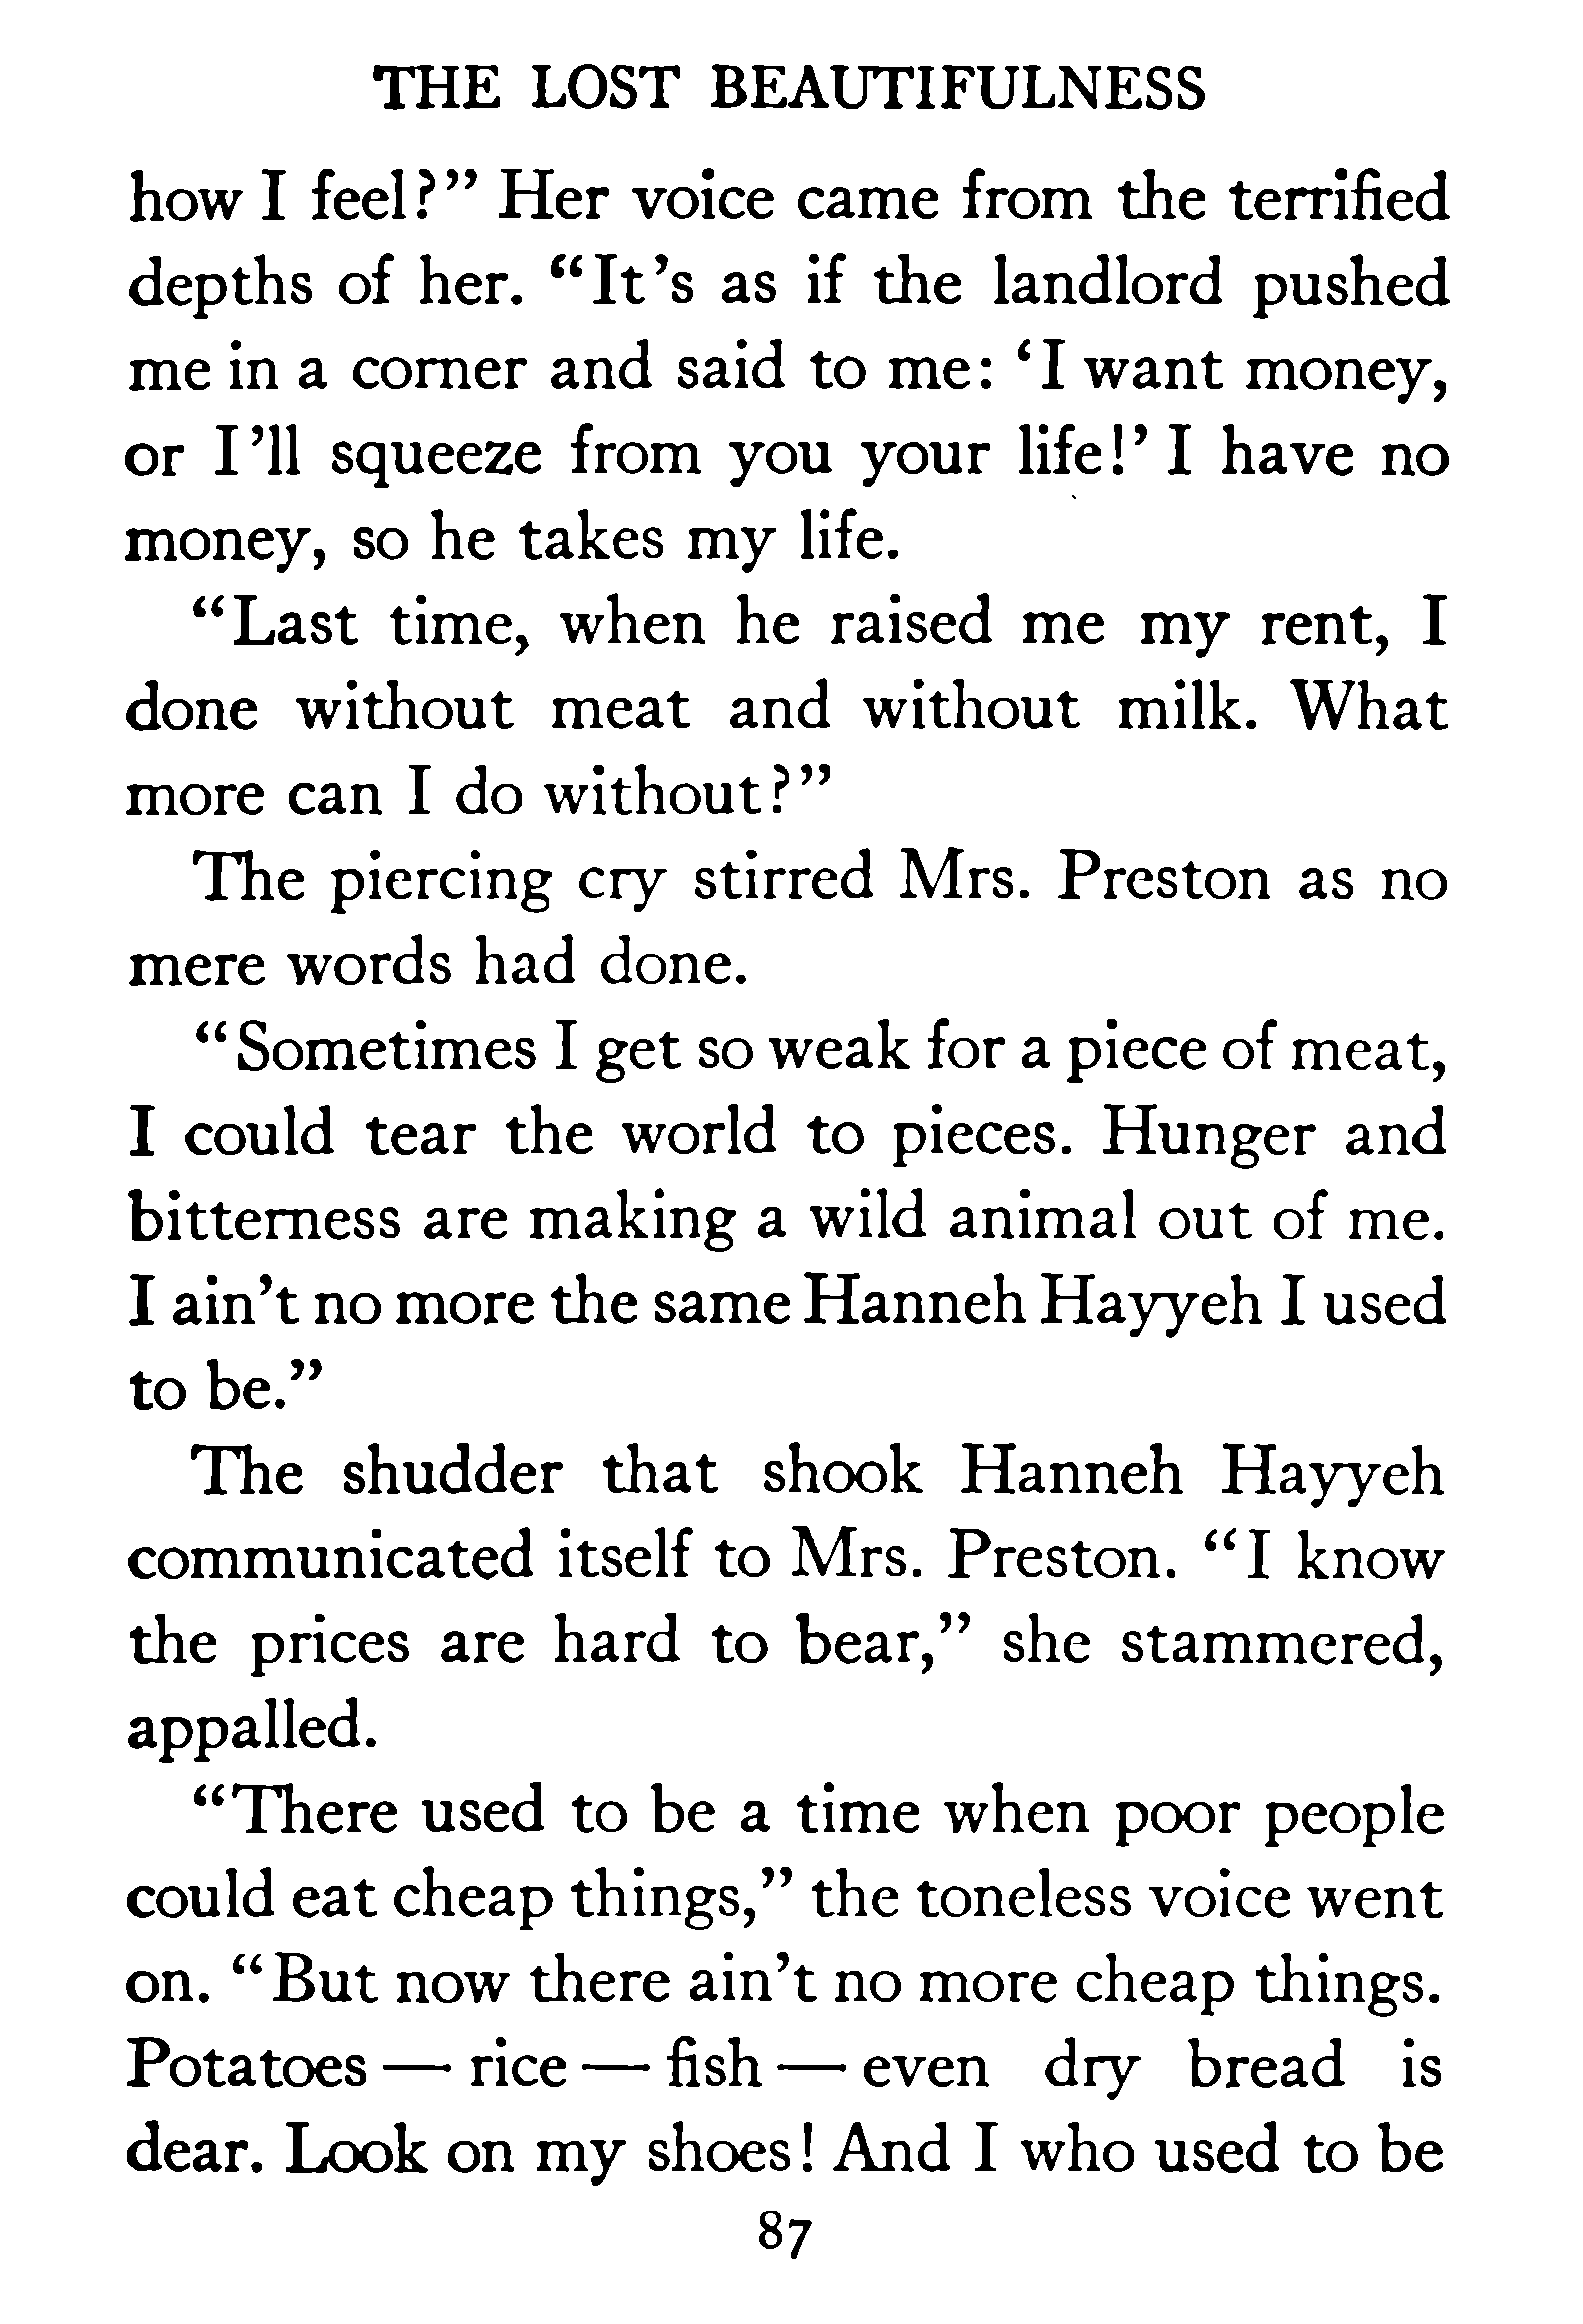 THE LOST BEAUTIFULNESS
how I feel?” Her voice came from the terrified
depths of her. “It’s as if the landlord pushed
me in a corner and said to me: ‘I want money,
or I’ll squeeze from you your life!’ I have no
money, so he takes my life.
“Last time, when he raised me my rent, I
done without meat and without milk. What
more can I do without?”
The piercing cry stirred Mrs. Preston as no
mere words had done.
“Sometimes I get so weak for a piece of meat,
I could tear the world to pieces. Hunger and
bitterness are making a wild animal out of me.
I ain’t no more the same Hanneh Hayyeh I used
to be.”
The shudder that shook Hanneh Hayyeh
communicated itself to Mrs. Preston. “I know
the prices are hard to bear,” she stammered,
appalled.
“There used to be a time when poor people
could eat cheap things,” the toneless voice went
on. “But now there ain’t no more cheap things.
Potatoes — rice — fish — even dry bread is
dear. Look on my shoes! And I who used to be
87